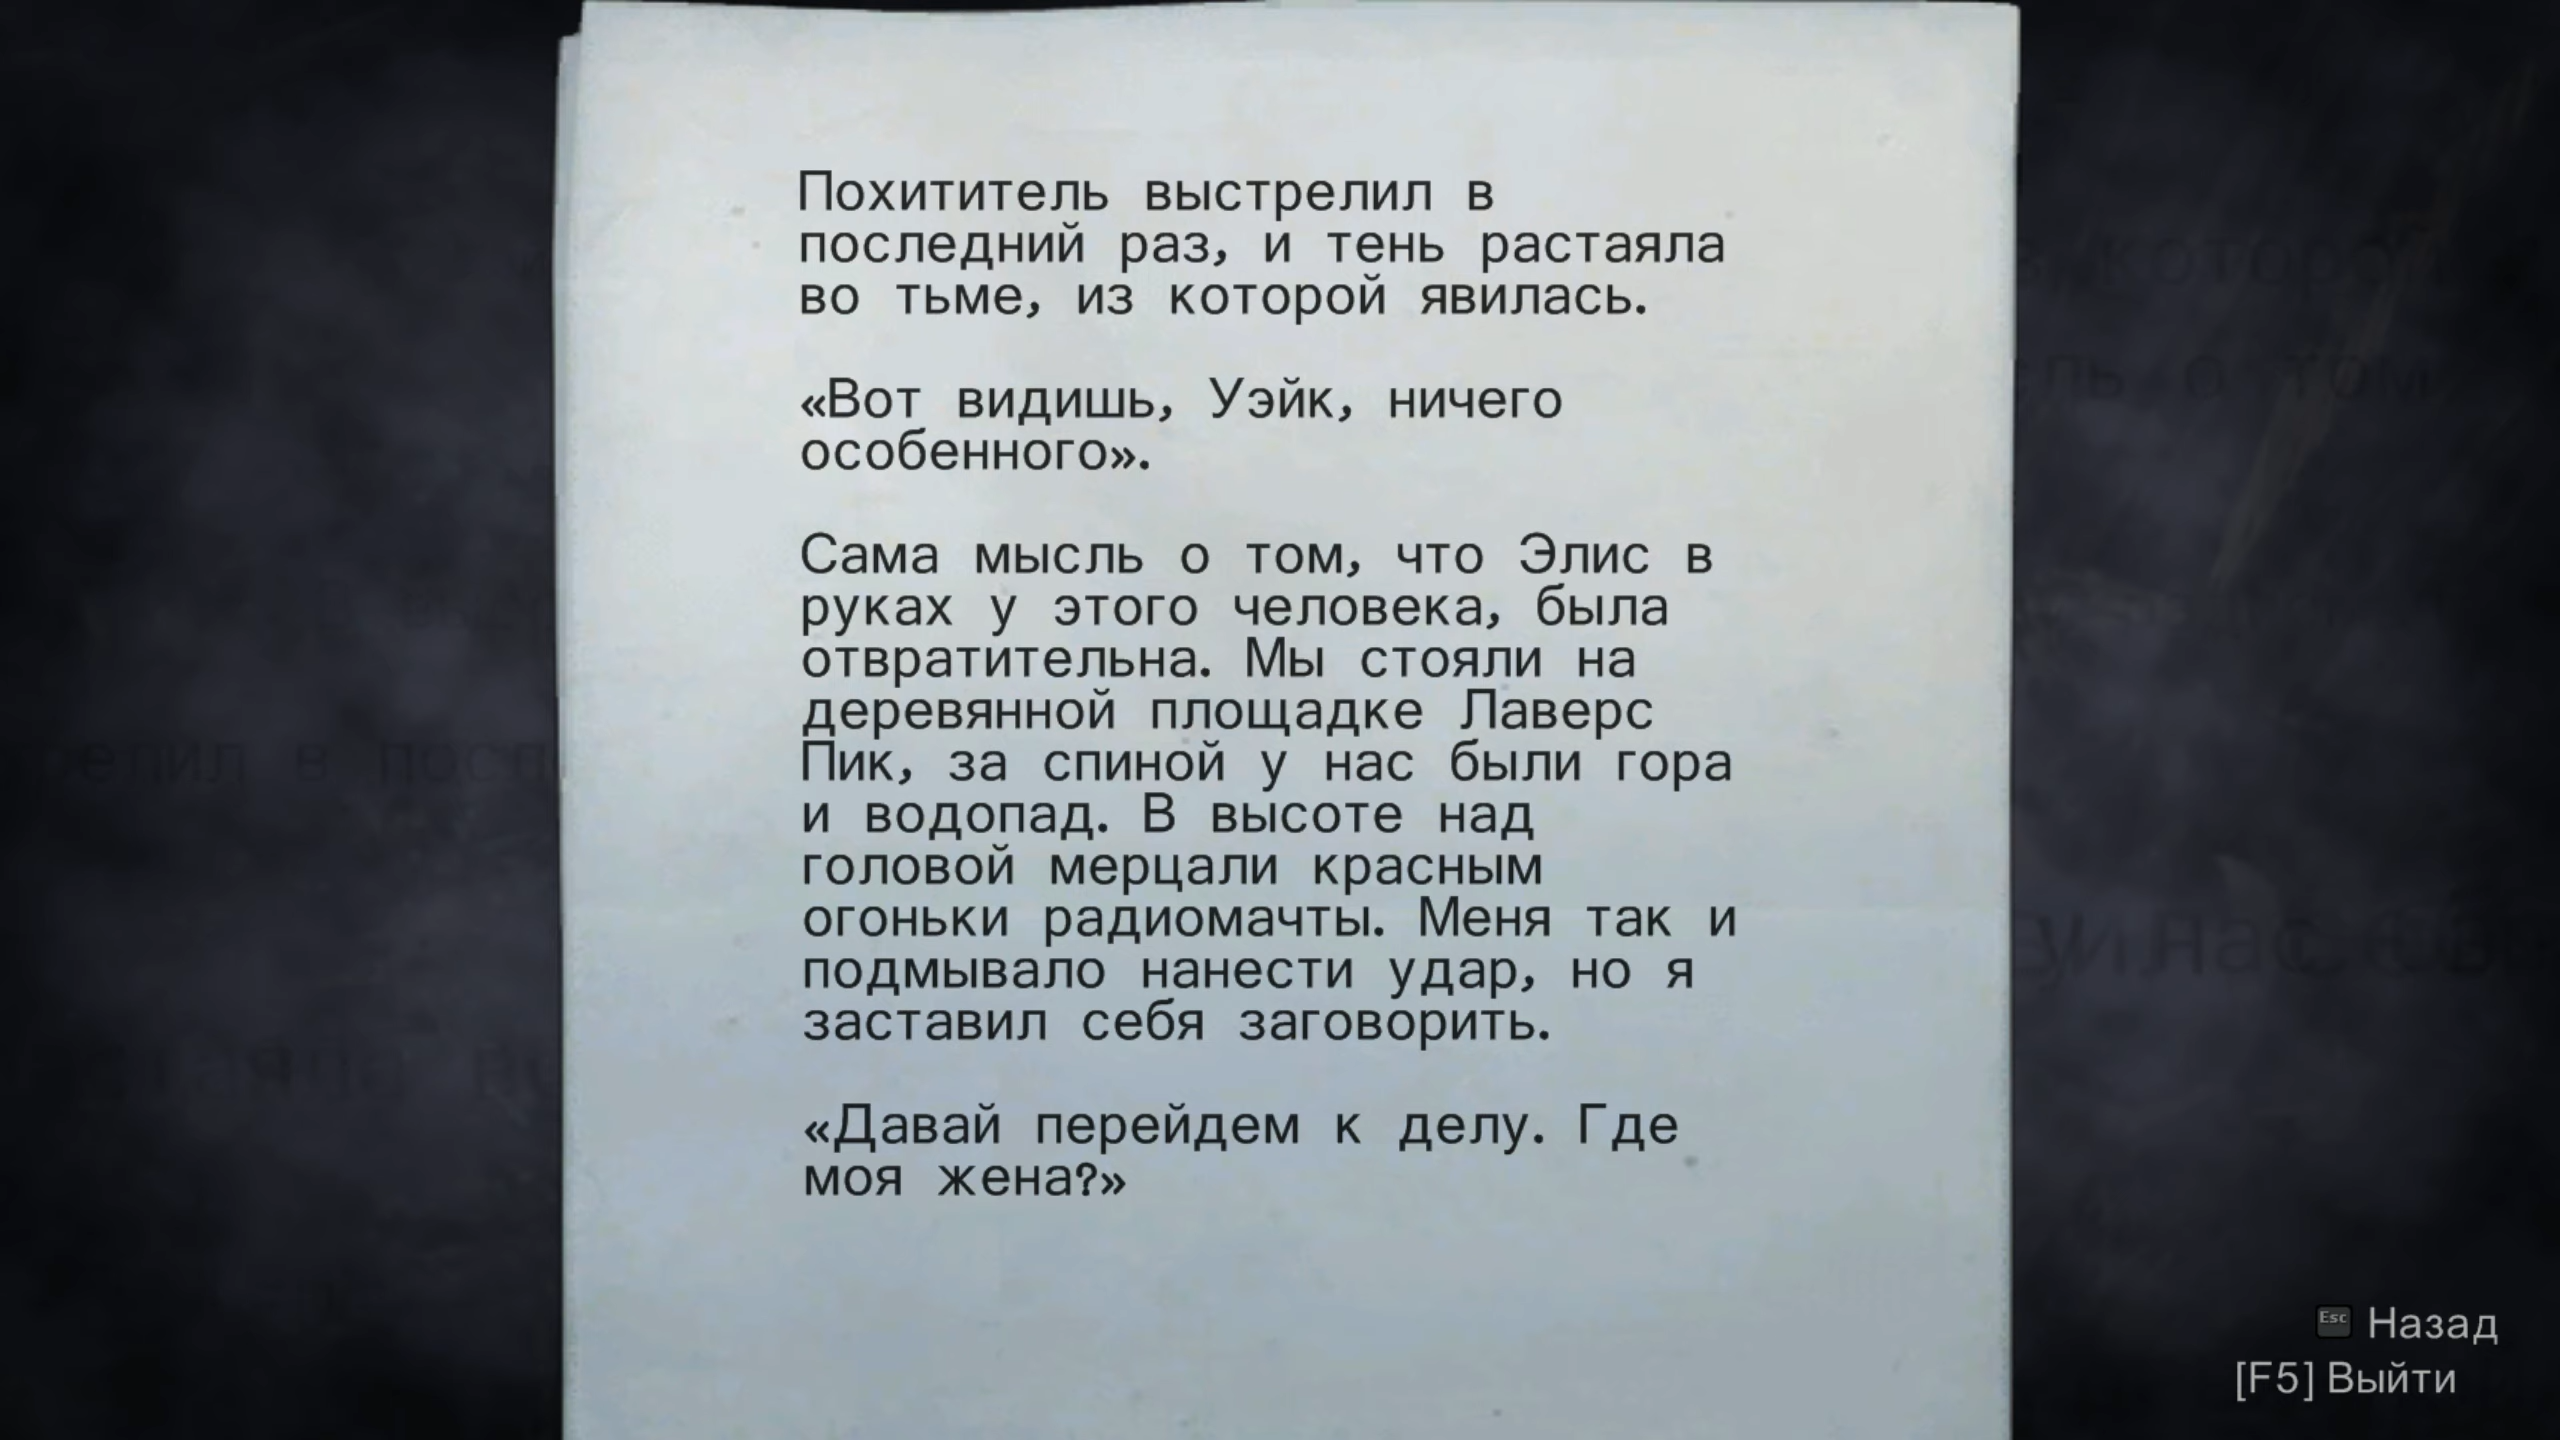 Похититель выстрелил в
последний раз, и тень растаяла
во тьме, из которой явилась.
«Вот видишь, Уэйк, ничего
особенного».
Сама мысль о том, что Элис в
руках у этого человека, была
отвратительна. Мы стояли на
деревянной площадке Лаверс
Пик, за спиной у нас были гора
и водопад. В высоте над
головой мерцали красным
огоньки радиомачты. Меня так и
подмывало нанести удар, но я
заставил себя заговорить.
«Давай перейдем к делу. Где
моя жена?»
Esc Назад
[F5] Выйти